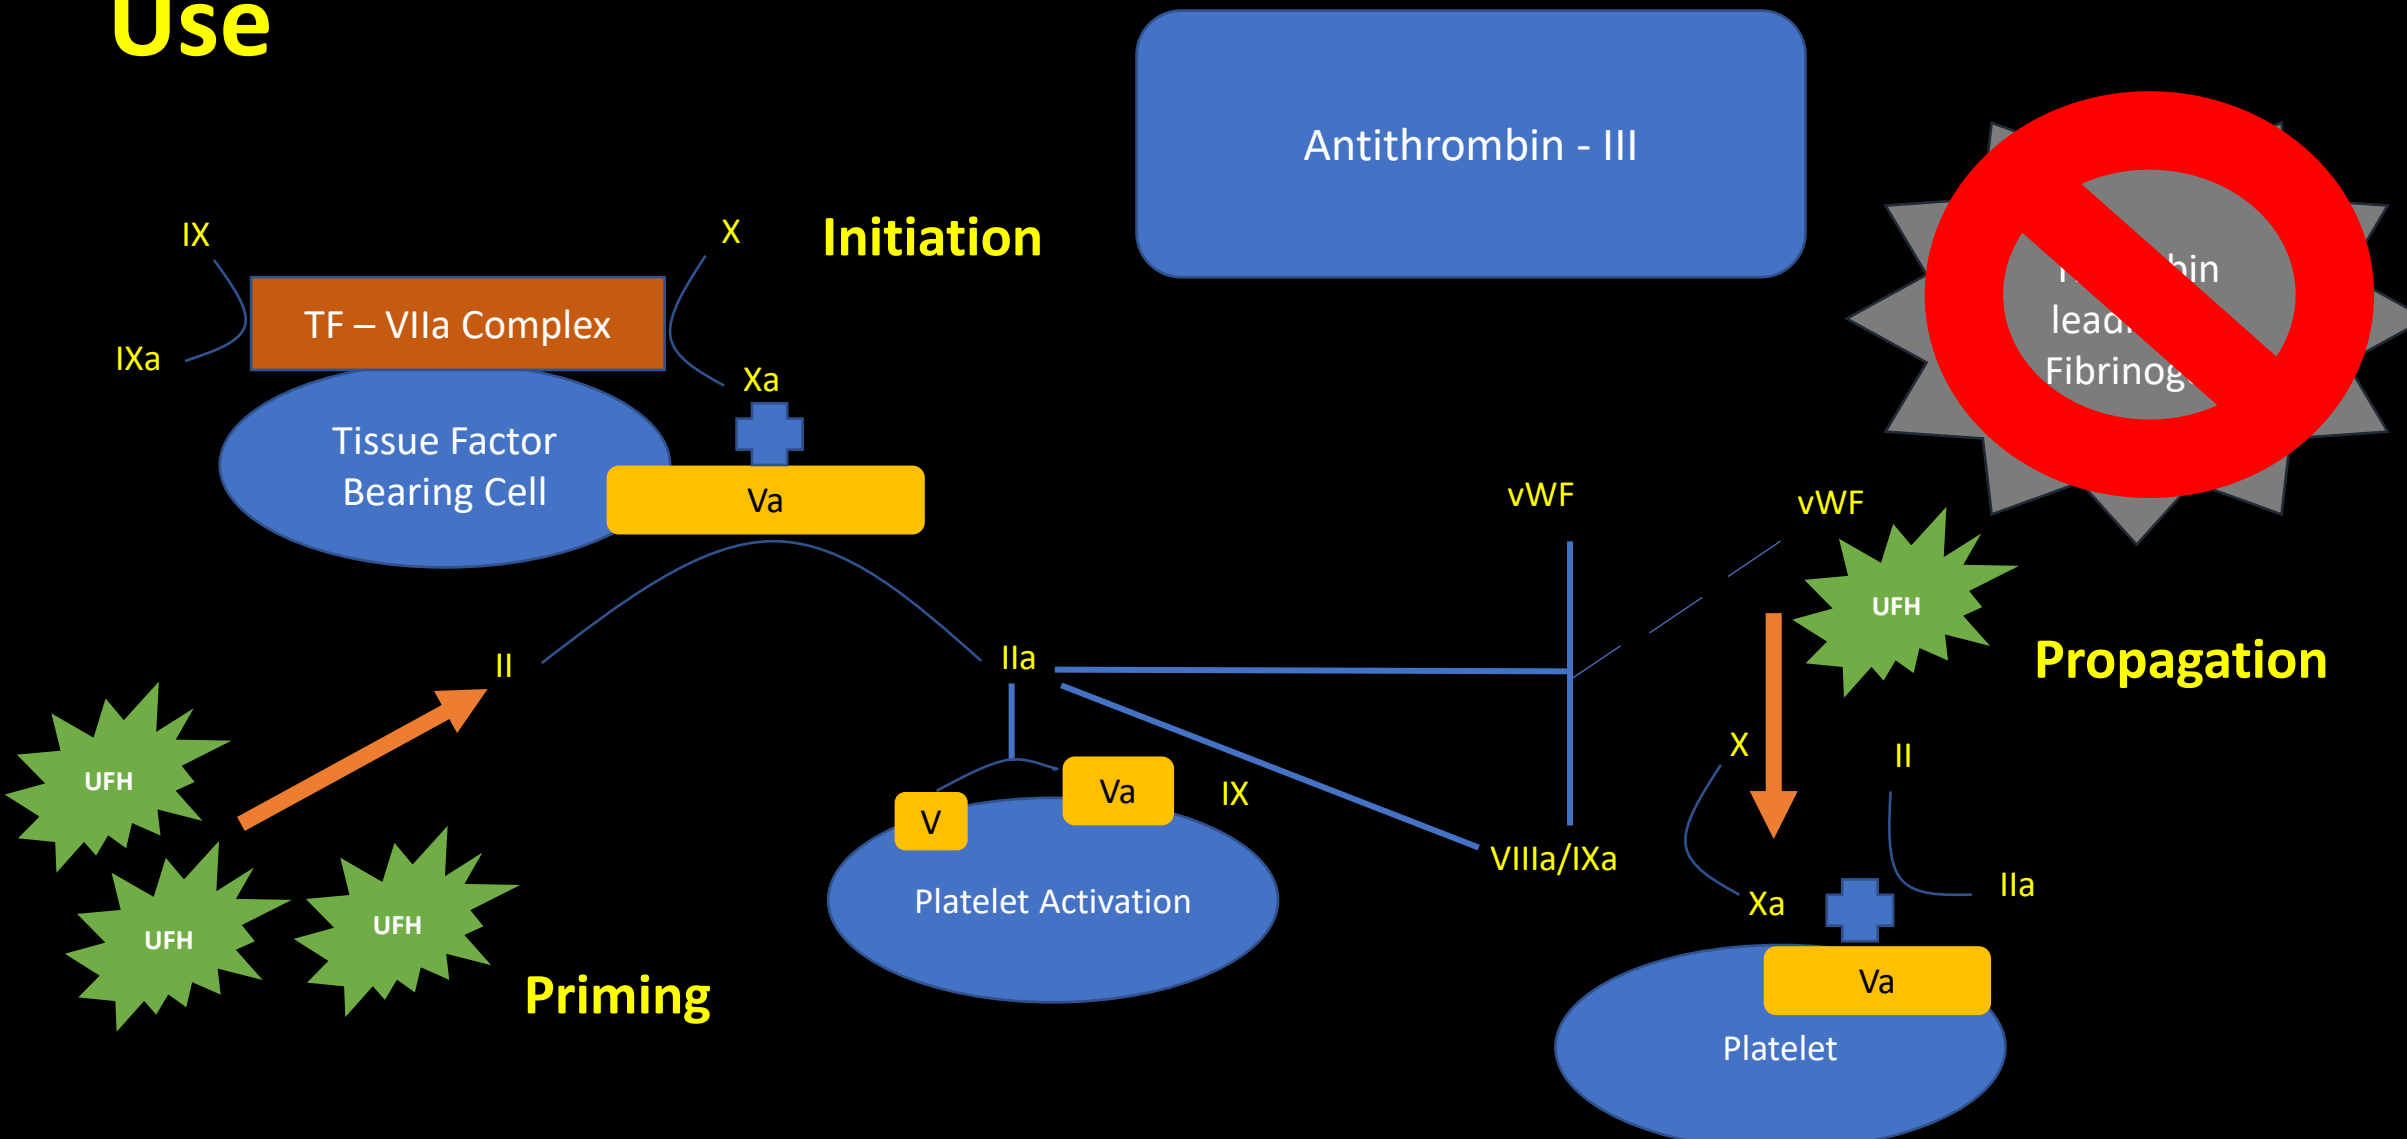 Use
Antithrombin - III
IX
X
Initiation
TF – VIIa Complex
IXa
Xa
Tissue Factor
Bearing Cell
Va
vWF
vWF
UFH
II
IIa
Propagation
UFH
V
Va
IX
X
II
VIIIa/IXa
Platelet Activation
Xa
IIa
UFH
UFH
Priming
Va
Platelet